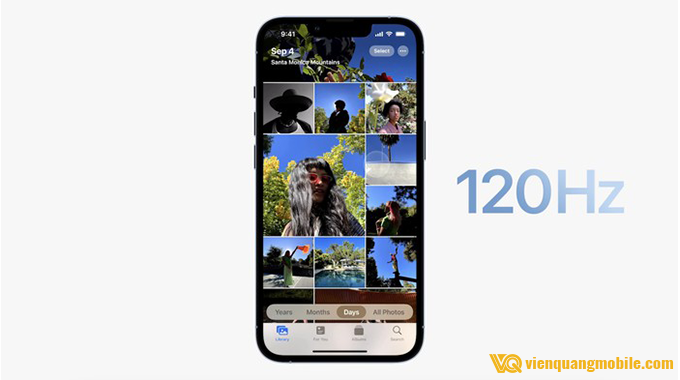 9:41
Sep 4
Select
Santa Monica Mountains
120Hz
Years Months Days All Photos
Library For You Albums Search
VQ vienquangmobile.com